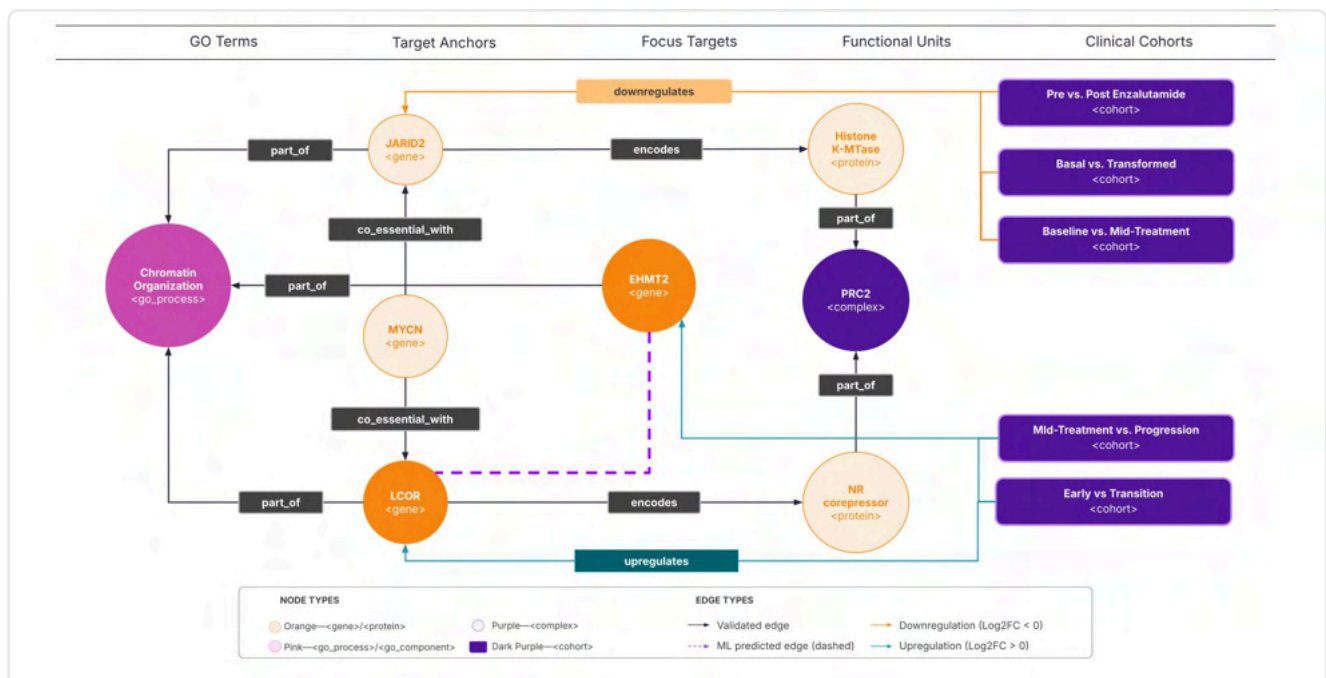 GO Terms
Target Anchors
Focus Targets
Functional Units
Clinical Cohorts
downregulates
Pre vs. Post Enzalutamide
<cohort>
JARID2
<gene>
part_of
encodes
Histone
K-MTase
<protein>
Basal vs. Transformed
<cohort>
co_essential_with
part_of
Baseline vs. Mid-Treatment
<cohort>
Chromatin
Organization
<go_process>
part_of
EHMT2
<gene>
PRC2
<complex>
MYCN
<gene>
part_of
co_essential_with
MId-Treatment vs. Progression
<cohort>
LCOR
<gene>
part_of
encodes
NR
corepressor
<protein>
Early vs Transition
<cohort>
upregulates
NODE TYPES
EDGE TYPES
Orange—<gene>/<protein>
Purple—<complex>
Validated edge
Downregulation (Log2FC < 0)
Pink—<go_process>/<go_component>
Dark Purple—<cohort>
ML predicted edge (dashed)
Upregulation (Log2FC > 0)